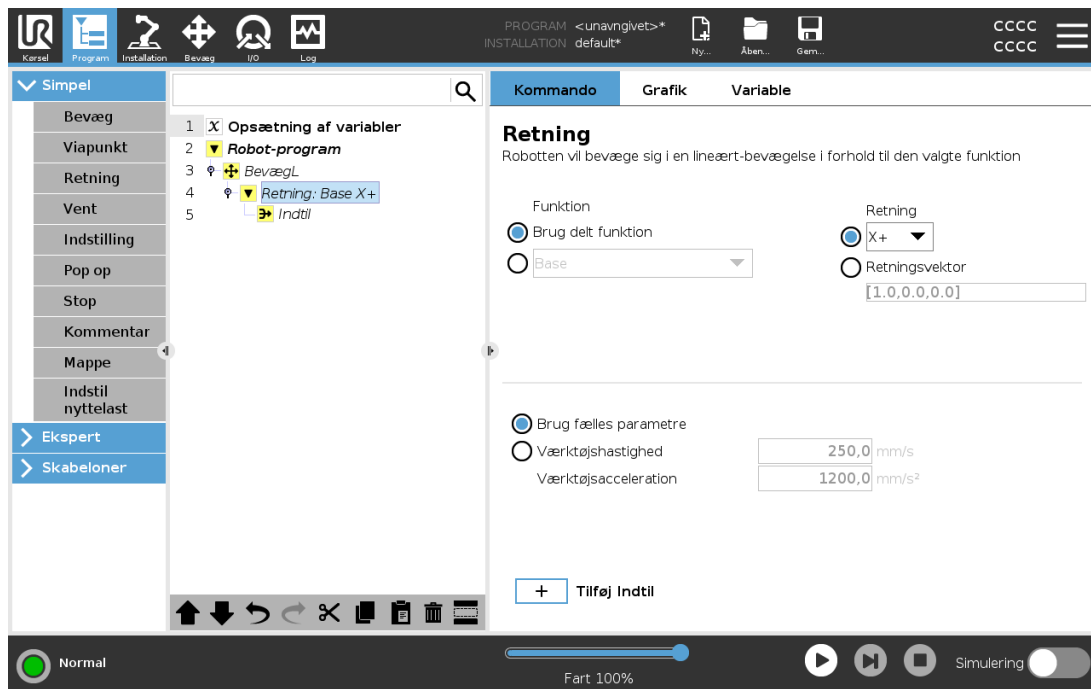 PROGRAM <unavngivet>*
INSTALLATION default*
CCCC
CCCC
UR
Kørsel
Program
Installation
Bevæg
I/O
Log
Ny...
Åben...
Gem...
Simpel
Bevæg
Viapunkt
Retning
Vent
Indstilling
Pop op
Stop
Kommentar
Mappe
Indstil
nyttelast
Ekspert
Skabeloner
1 X Opsætning af variabler
2 Robot-program
3 BevægL
4 Retning: Base X+
5 Indtil
Kommando
Grafik
Variable
Retning
Robotten vil bevæge sig i en lineært-bevægelse i forhold til den valgte funktion
Funktion
Brug delt funktion
Base
Retning
X+
Retningsvektor
[1.0,0.0,0.0]
Brug fælles parametre
Værktøjshastighed 250,0 mm/s
Værktøjsacceleration 1200,0 mm/s²
+ Tilføj Indtil
Normal
Fart 100%
Simulering